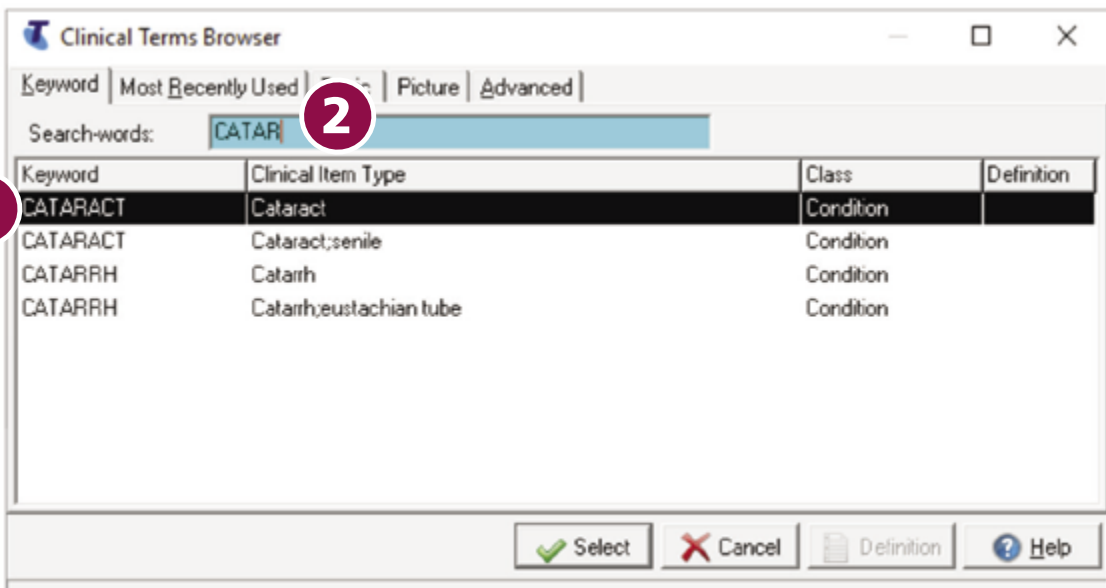 Clinical Terms Browser
Keyword Most Recently Used Picture Advanced
2
Search-words: CATAR
Keyword Clinical Item Type Class Definition
CATARACT Cataract Condition
CATARACT Cataract;senile Condition
CATARRH Catarrh Condition
CATARRH Catarrh;eustachian tube Condition
Select Cancel Definition Help